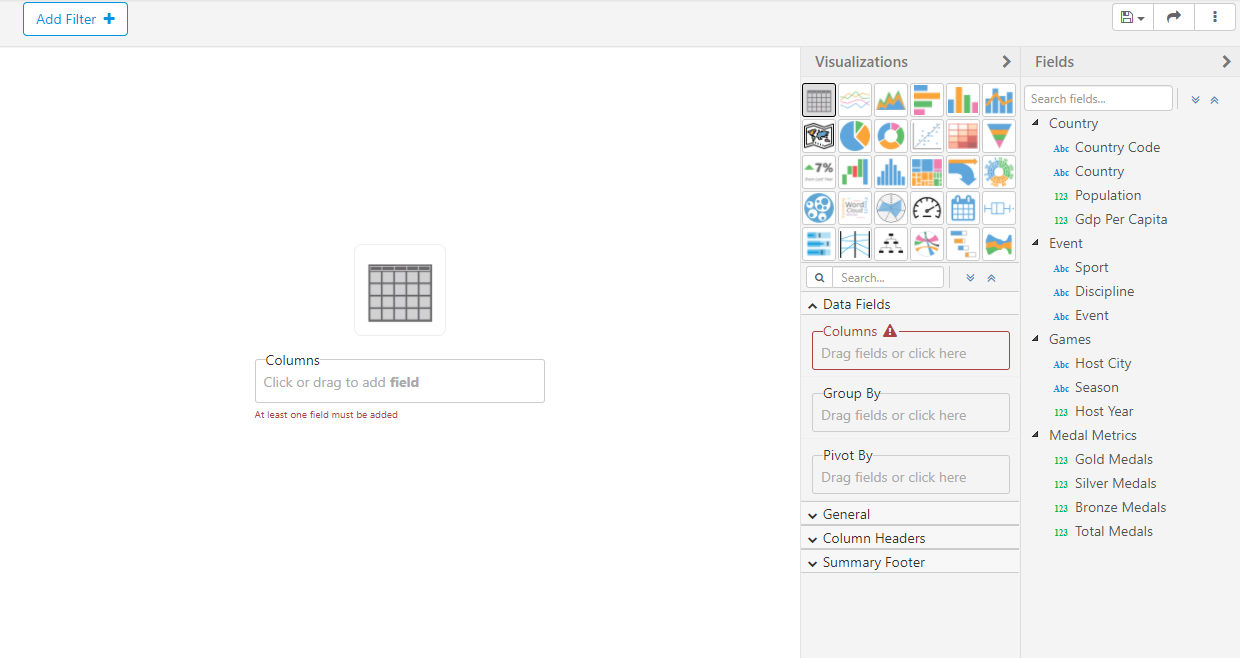 Add Filter
Visualizations
Fields
Search fields...
Country
Abc Country Code
Abc Country
123 Population
123 Gdp Per Capita
Event
Abc Sport
Abc Discipline
Abc Event
Games
Abc Host City
Abc Season
123 Host Year
Medal Metrics
123 Gold Medals
123 Silver Medals
123 Bronze Medals
123 Total Medals
7%
Word
Cloud
Search...
Data Fields
Columns
Drag fields or click here
Group By
Drag fields or click here
Pivot By
Drag fields or click here
General
Column Headers
Summary Footer
Columns
Click or drag to add field
At least one field must be added